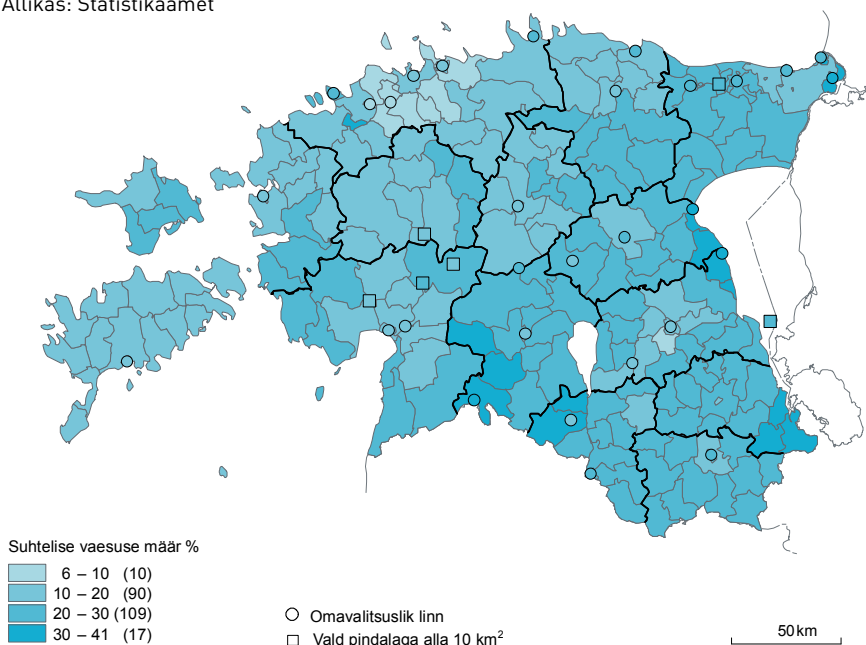 Allikas: Statistikaamet
Suhtelise vaesuse määr %
6 – 10 (10)
10 – 20 (90)
20 – 30 (109)
30 – 41 (17)
Omavalitsuslik linn
Vald pindalaga alla 10 km²
50 km